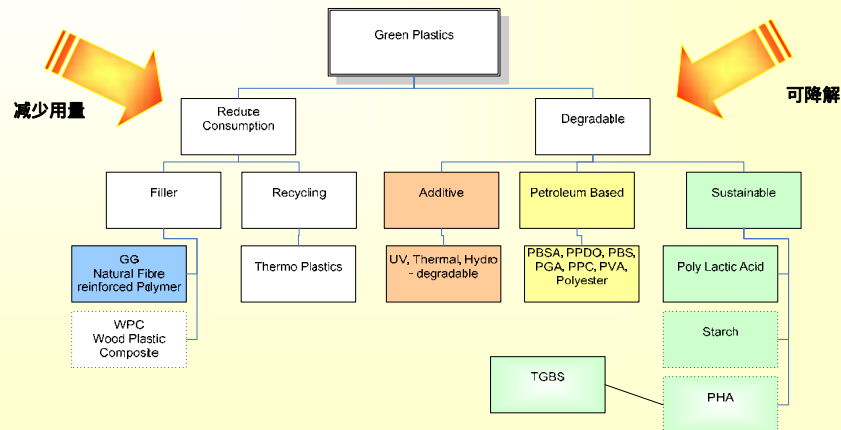 Green Plastics
减少用量
可降解
Reduce
Consumption
Degradable
Filler
Recycling
Additive
Petroleum Based
Sustainable
GG
Natural Fibre
reinforced Polymer
Thermo Plastics
UV, Thermal, Hydro
- degradable
PBSA, PPDO, PBS,
PGA, PPC, PVA,
Polyester
Poly Lactic Acid
WPC
Wood Plastic
Composite
Starch
TGBS
PHA